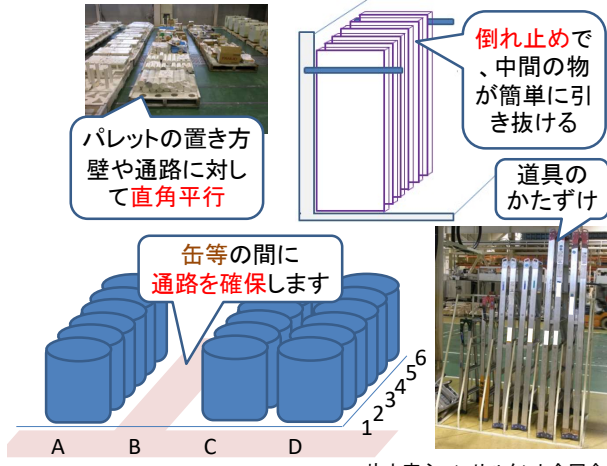 倒れ止めで
、中間の物
が簡単に引
き抜ける
パレットの置き方
壁や通路に対し
て直角平行
道具の
かたずけ
缶等の間に
通路を確保します
1 2 3 4 5 6
A B C D